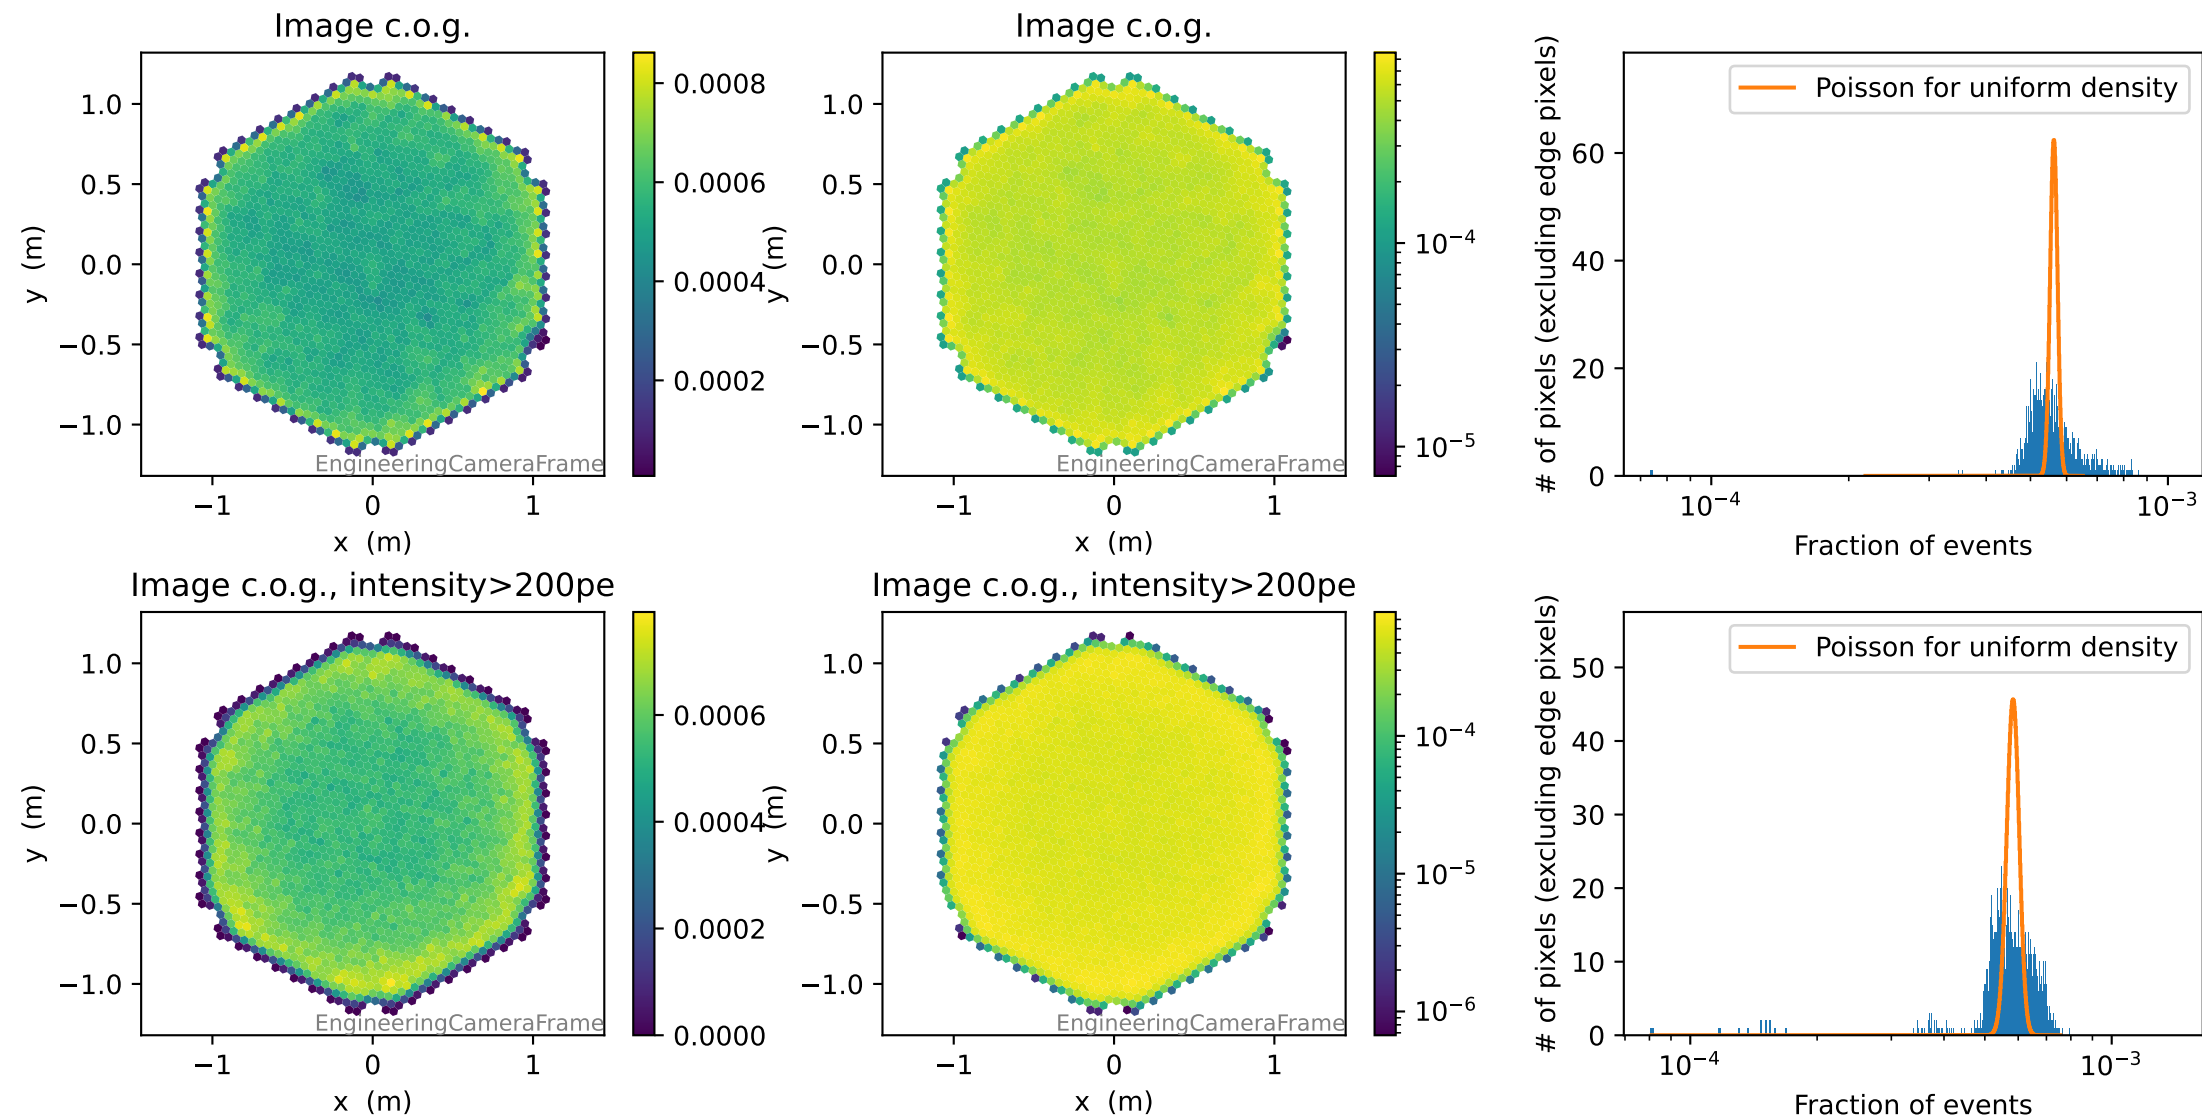 Image c.o.g.
y (m)
1.0
0.5
0.0
−0.5
−1.0
−1
0
1
x (m)
EngineeringCameraFrame
0.0008
0.0006
0.0004
0.0002
Image c.o.g.
y (m)
1.0
0.5
0.0
−0.5
−1.0
−1
0
1
x (m)
EngineeringCameraFrame
10⁻⁴
10⁻⁵
# of pixels (excluding edge pixels)
60
40
20
0
Poisson for uniform density
10⁻⁴
10⁻³
Fraction of events
Image c.o.g., intensity>200pe
y (m)
1.0
0.5
0.0
−0.5
−1.0
−1
0
1
x (m)
EngineeringCameraFrame
0.0006
0.0004
0.0002
0.0000
Image c.o.g., intensity>200pe
y (m)
1.0
0.5
0.0
−0.5
−1.0
−1
0
1
x (m)
EngineeringCameraFrame
10⁻⁴
10⁻⁵
10⁻⁶
# of pixels (excluding edge pixels)
50
40
30
20
10
0
Poisson for uniform density
10⁻⁴
10⁻³
Fraction of events